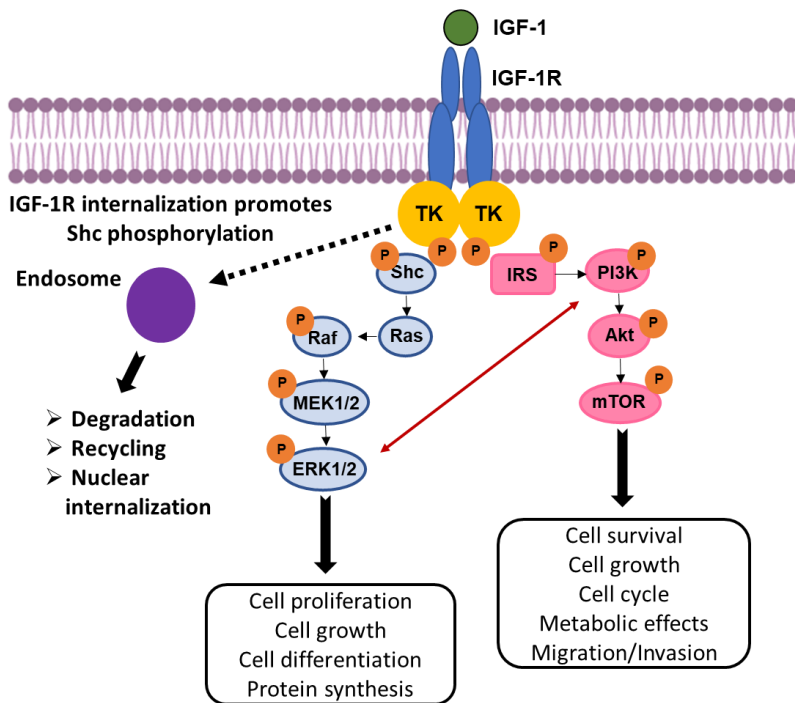 IGF-1
IGF-1R
TK
TK
IGF-1R internalization promotes
Shc phosphorylation
P
P
P
P
P
Shc
IRS
PI3K
Endosome
P
P
Raf
Ras
Akt
P
P
MEK1/2
mTOR
P
ERK1/2
➢ Degradation
➢ Recycling
➢ Nuclear
internalization
Cell survival
Cell growth
Cell cycle
Metabolic effects
Migration/Invasion
Cell proliferation
Cell growth
Cell differentiation
Protein synthesis